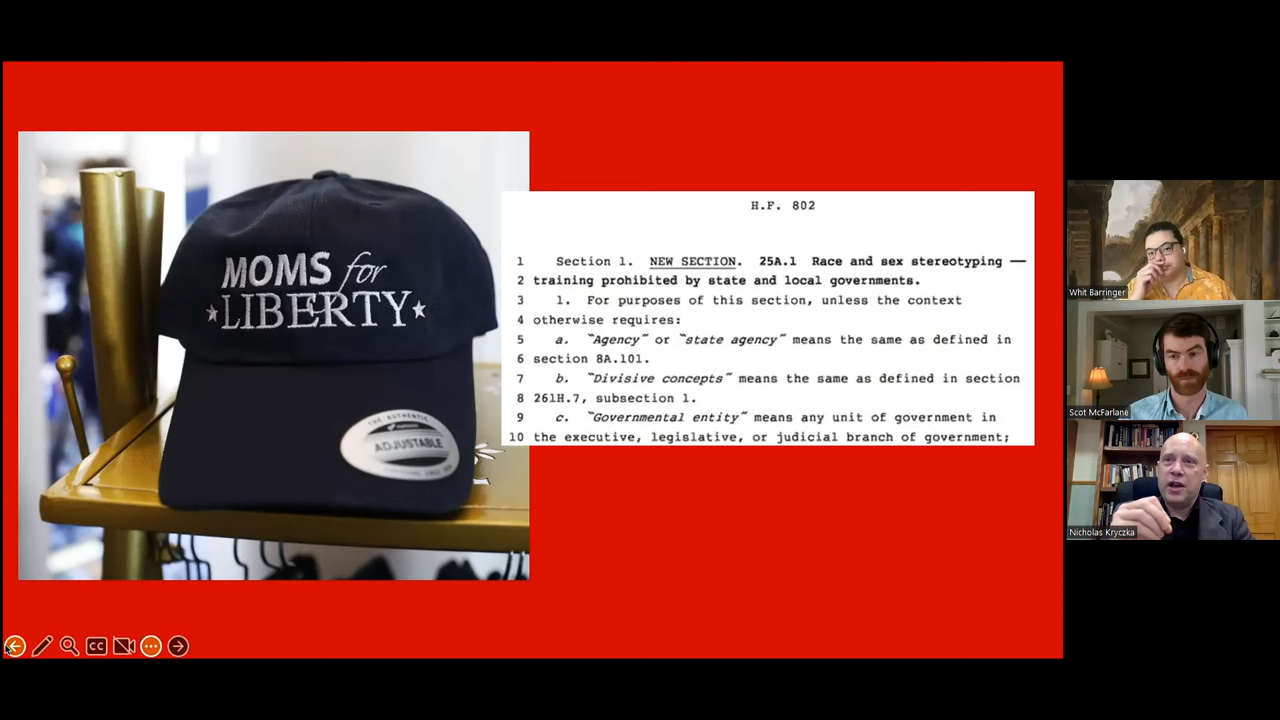 MOMS for
LIBERTY
THE AUTHENTIC
ADJUSTABLE
H.F. 802
1 Section 1. NEW SECTION. 25A.1 Race and sex stereotyping —
2 training prohibited by state and local governments.
3 1. For purposes of this section, unless the context
4 otherwise requires:
5 a. “Agency” or “state agency” means the same as defined in
6 section 8A.101.
7 b. “Divisive concepts” means the same as defined in section
8 261H.7, subsection 1.
9 c. “Governmental entity” means any unit of government in
10 the executive, legislative, or judicial branch of government;
CC
Whit Barringer
Scot McFarlane
Nicholas Kryczka